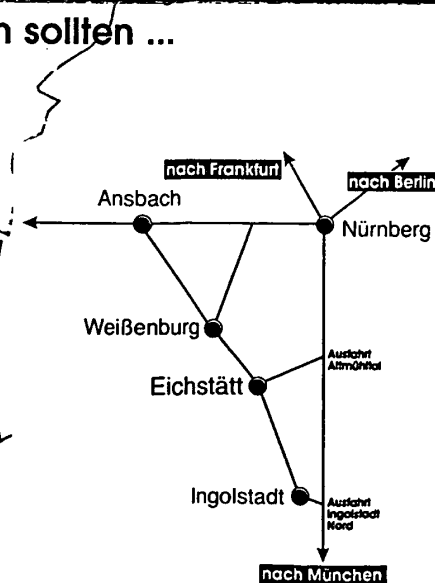 n sollten ...
nach Frankfurt
nach Berlin
Ansbach
Nürnberg
Weißenburg
Ausfahrt
Altmühltal
Eichstätt
Ingolstadt
Ausfahrt
Ingolstadt
Nord
nach München